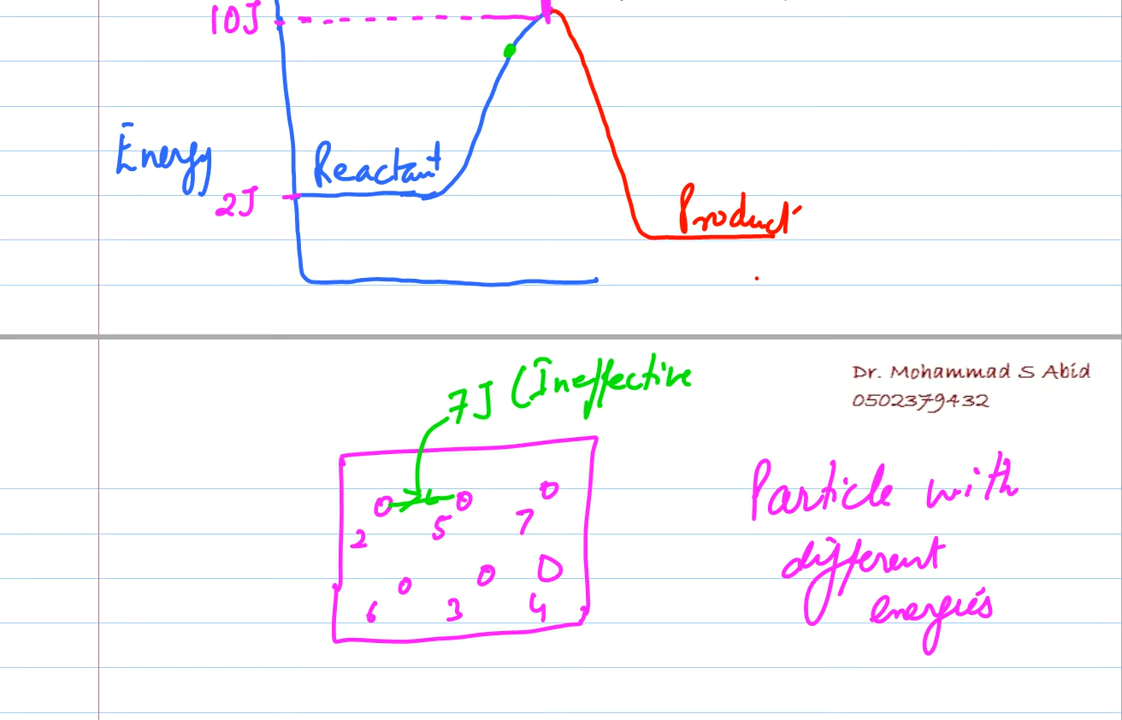 10J
Energy
Reactant
2J
Product
7J (Ineffective
Dr. Mohammad S Abid
0502379432
2 5 7
6 3 4
Particle with
different
energies